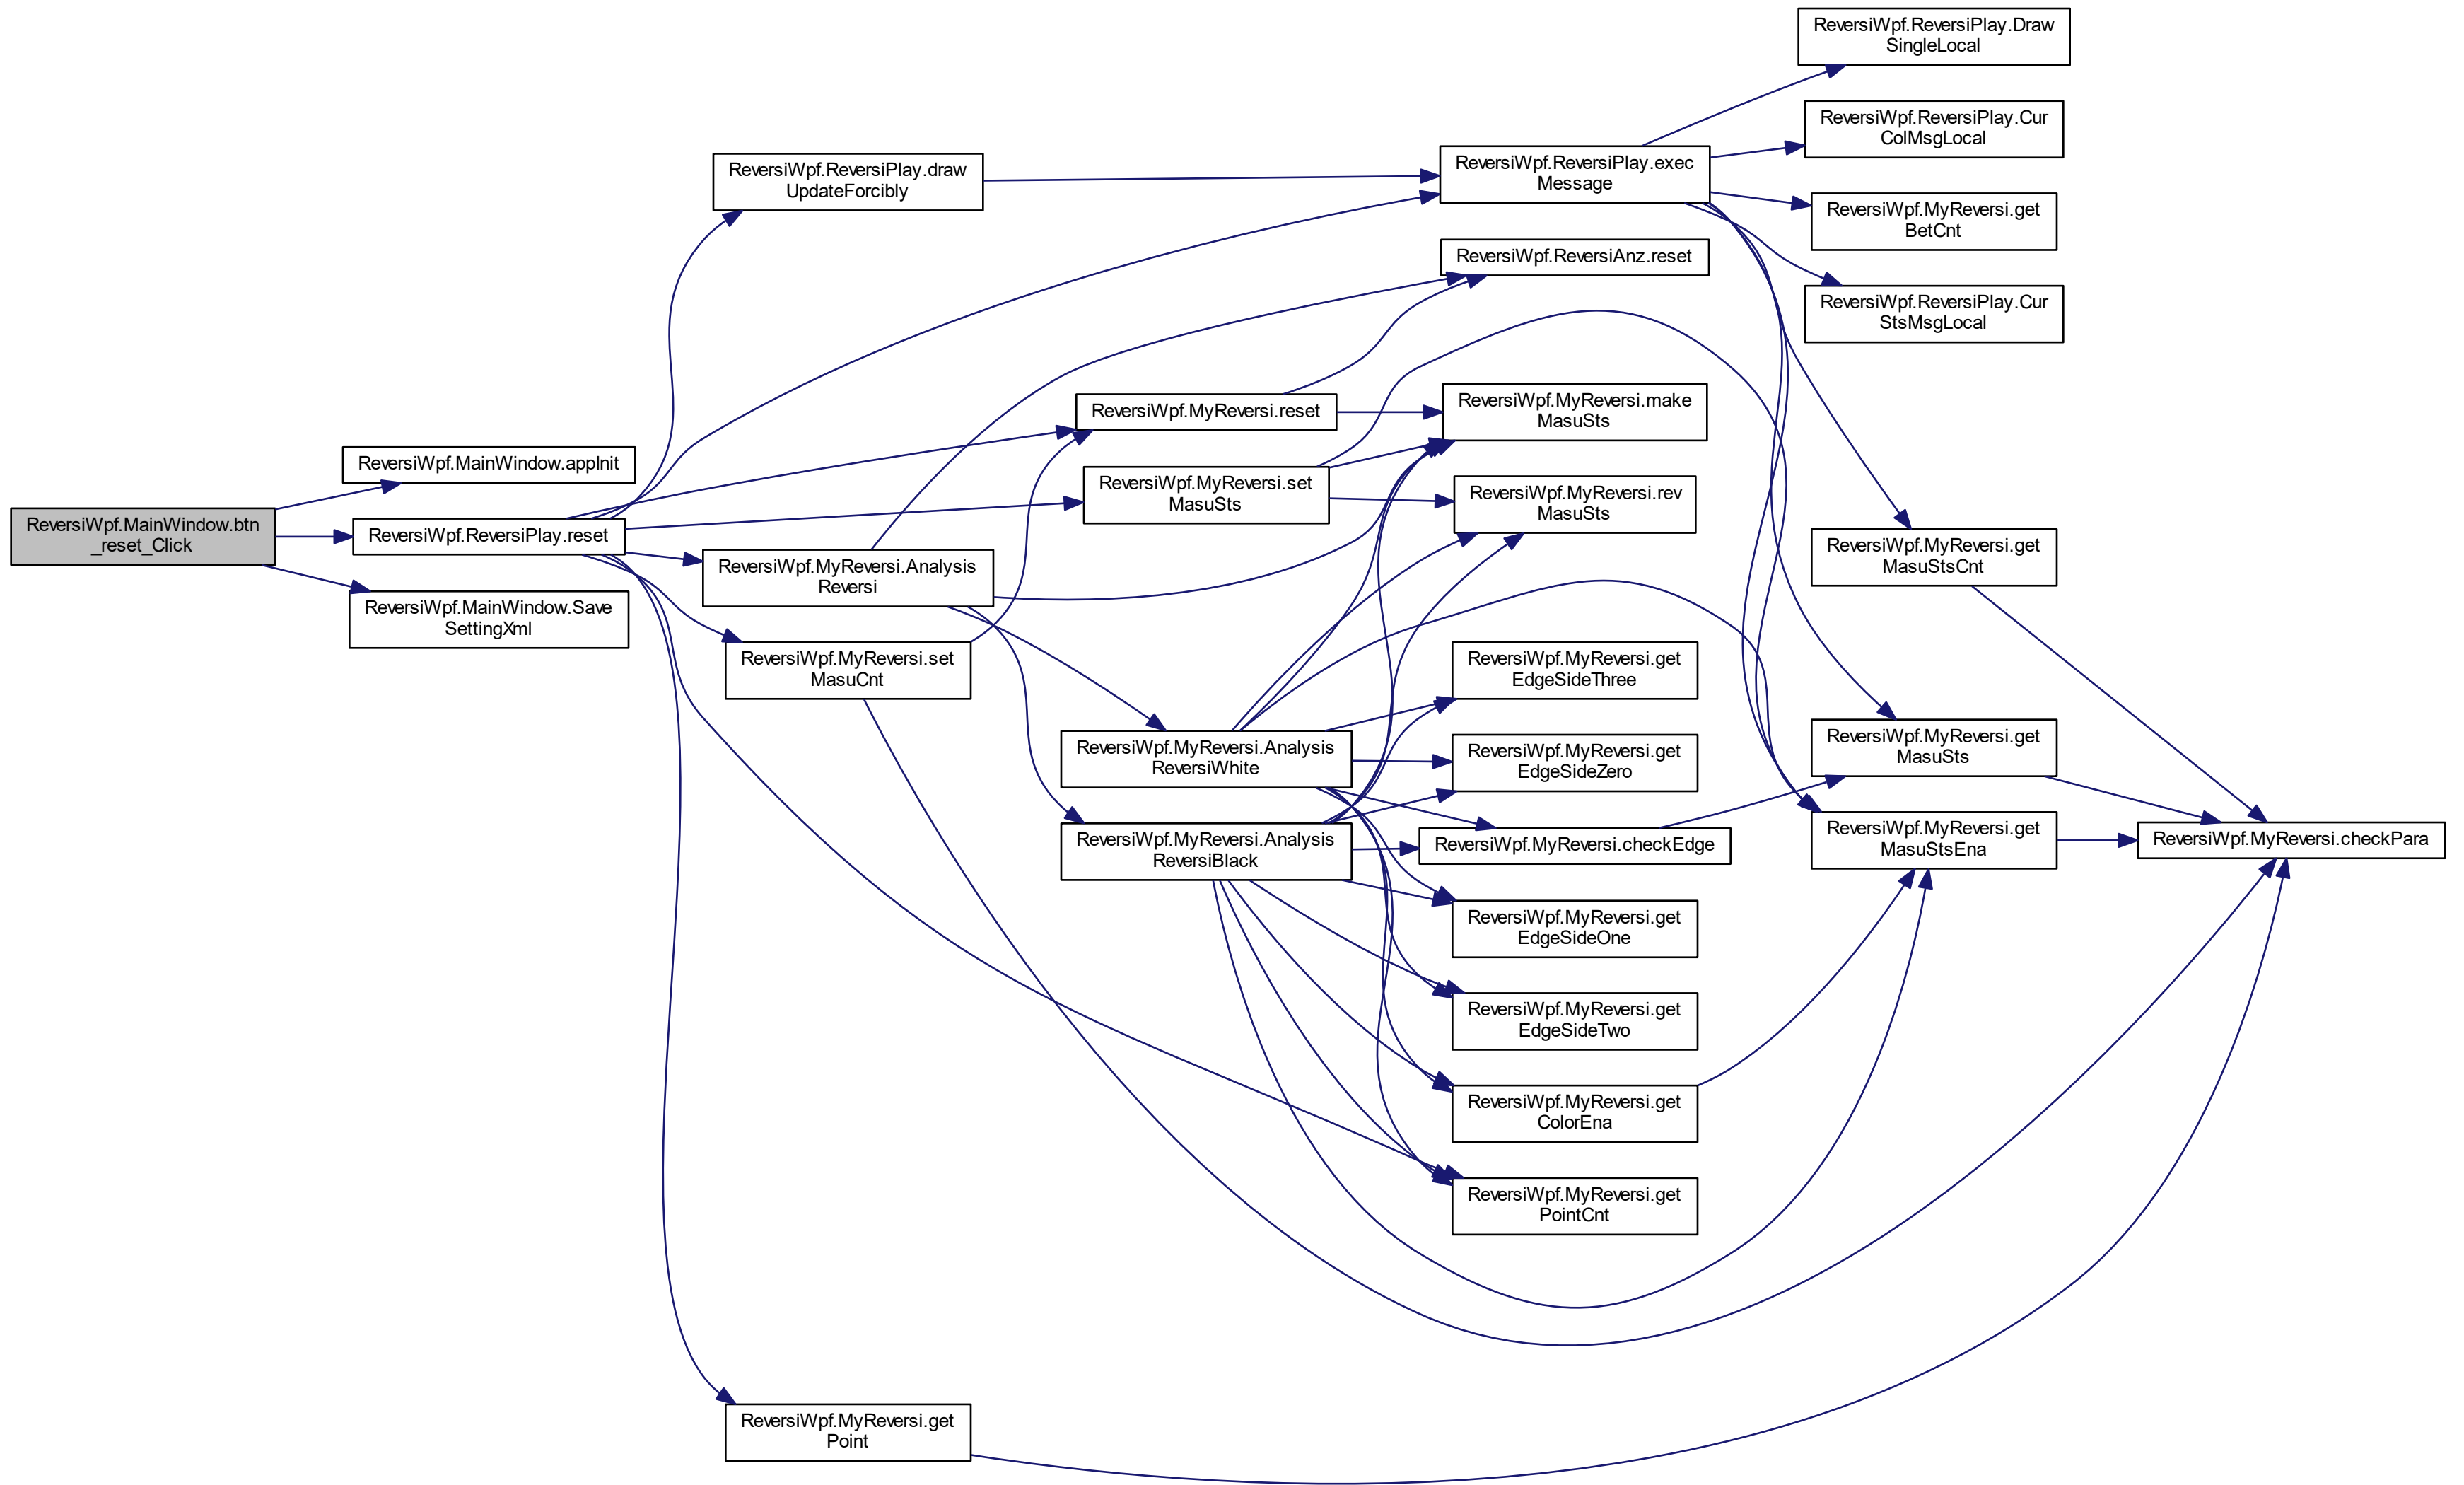 ReversiWpf.MainWindow.btn
_reset_Click
ReversiWpf.MainWindow.appInit
ReversiWpf.ReversiPlay.reset
ReversiWpf.MainWindow.Save
SettingXml
ReversiWpf.ReversiPlay.draw
UpdateForcibly
ReversiWpf.MyReversi.Analysis
Reversi
ReversiWpf.MyReversi.set
MasuCnt
ReversiWpf.MyReversi.get
Point
ReversiWpf.MyReversi.reset
ReversiWpf.MyReversi.set
MasuSts
ReversiWpf.MyReversi.Analysis
ReversiWhite
ReversiWpf.MyReversi.Analysis
ReversiBlack
ReversiWpf.ReversiPlay.exec
Message
ReversiWpf.ReversiAnz.reset
ReversiWpf.MyReversi.make
MasuSts
ReversiWpf.MyReversi.rev
MasuSts
ReversiWpf.MyReversi.get
EdgeSideThree
ReversiWpf.MyReversi.get
EdgeSideZero
ReversiWpf.MyReversi.checkEdge
ReversiWpf.MyReversi.get
EdgeSideOne
ReversiWpf.MyReversi.get
EdgeSideTwo
ReversiWpf.MyReversi.get
ColorEna
ReversiWpf.MyReversi.get
PointCnt
ReversiWpf.ReversiPlay.Draw
SingleLocal
ReversiWpf.ReversiPlay.Cur
ColMsgLocal
ReversiWpf.MyReversi.get
BetCnt
ReversiWpf.ReversiPlay.Cur
StsMsgLocal
ReversiWpf.MyReversi.get
MasuStsCnt
ReversiWpf.MyReversi.get
MasuSts
ReversiWpf.MyReversi.get
MasuStsEna
ReversiWpf.MyReversi.checkPara